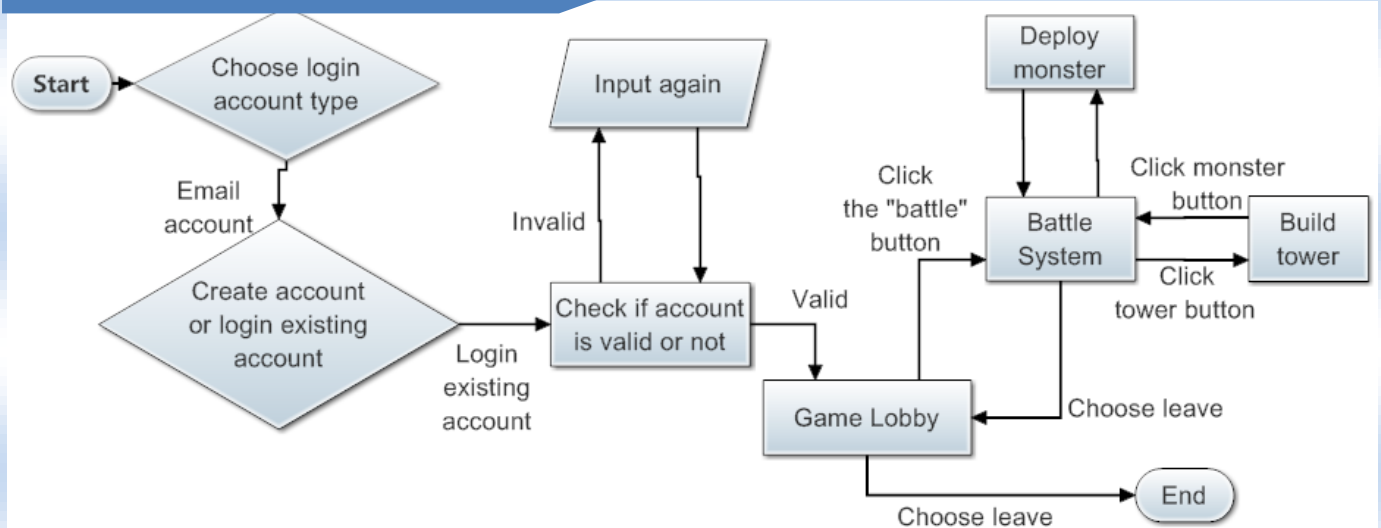 Start
Choose login
account type
Email
account
Create account
or login existing
account
Login
existing
account
Input again
Invalid
Check if account
is valid or not
Valid
Game Lobby
Click
the "battle"
button
Deploy
monster
Click monster
button
Battle
System
Build
tower
Click
tower button
Choose leave
Choose leave
End